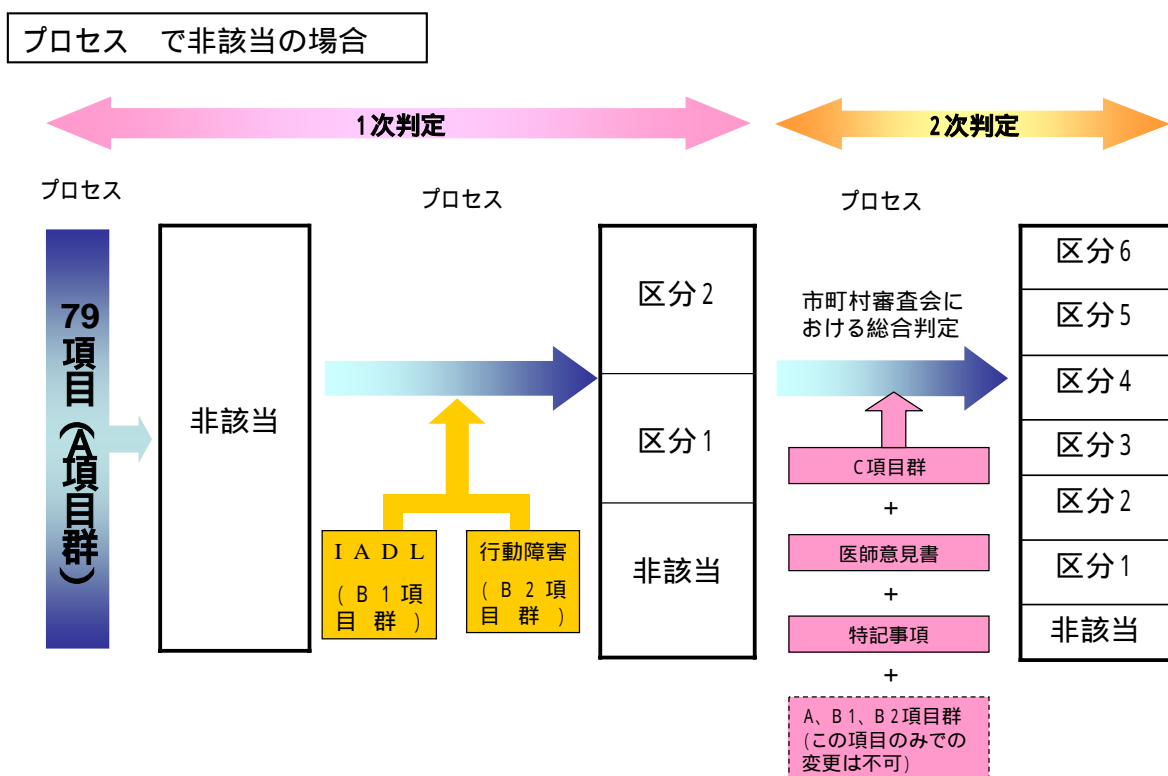 プロセス　で非該当の場合
1次判定
2次判定
プロセス
プロセス
プロセス
79項目(A項目群)
非該当
IADL
(B1項
目群)
行動障害
(B2項
目群)
区分2
区分1
非該当
市町村審査会に
おける総合判定
C項目群
+
医師意見書
+
特記事項
+
A、B1、B2項目群
(この項目のみでの
変更は不可)
区分6
区分5
区分4
区分3
区分2
区分1
非該当